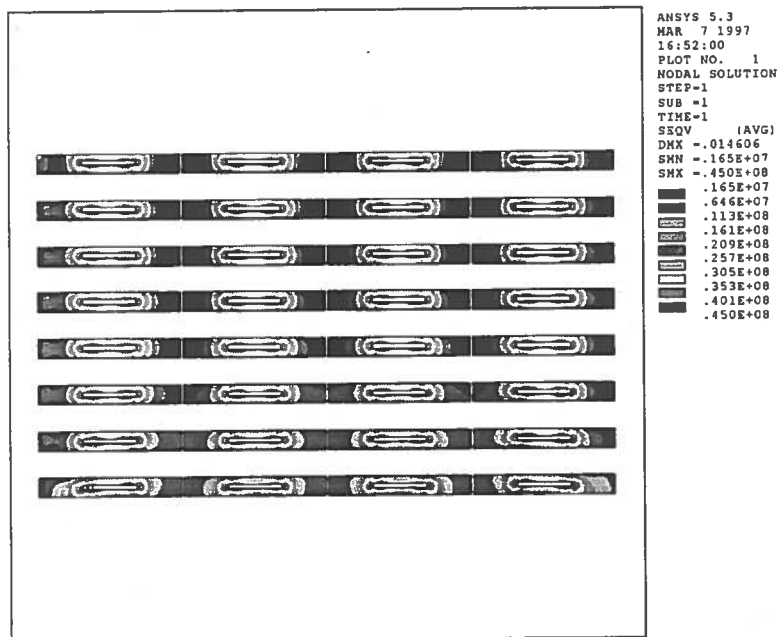 ANSYS 5.3
MAR 7 1997
16:52:00
PLOT NO. 1
NODAL SOLUTION
STEP=1
SUB =1
TIME=1
SEQV (AVG)
DMX =.014606
SMN =.165E+07
SMX =.450E+08
.165E+07
.646E+07
.113E+08
.161E+08
.209E+08
.257E+08
.305E+08
.353E+08
.401E+08
.450E+08